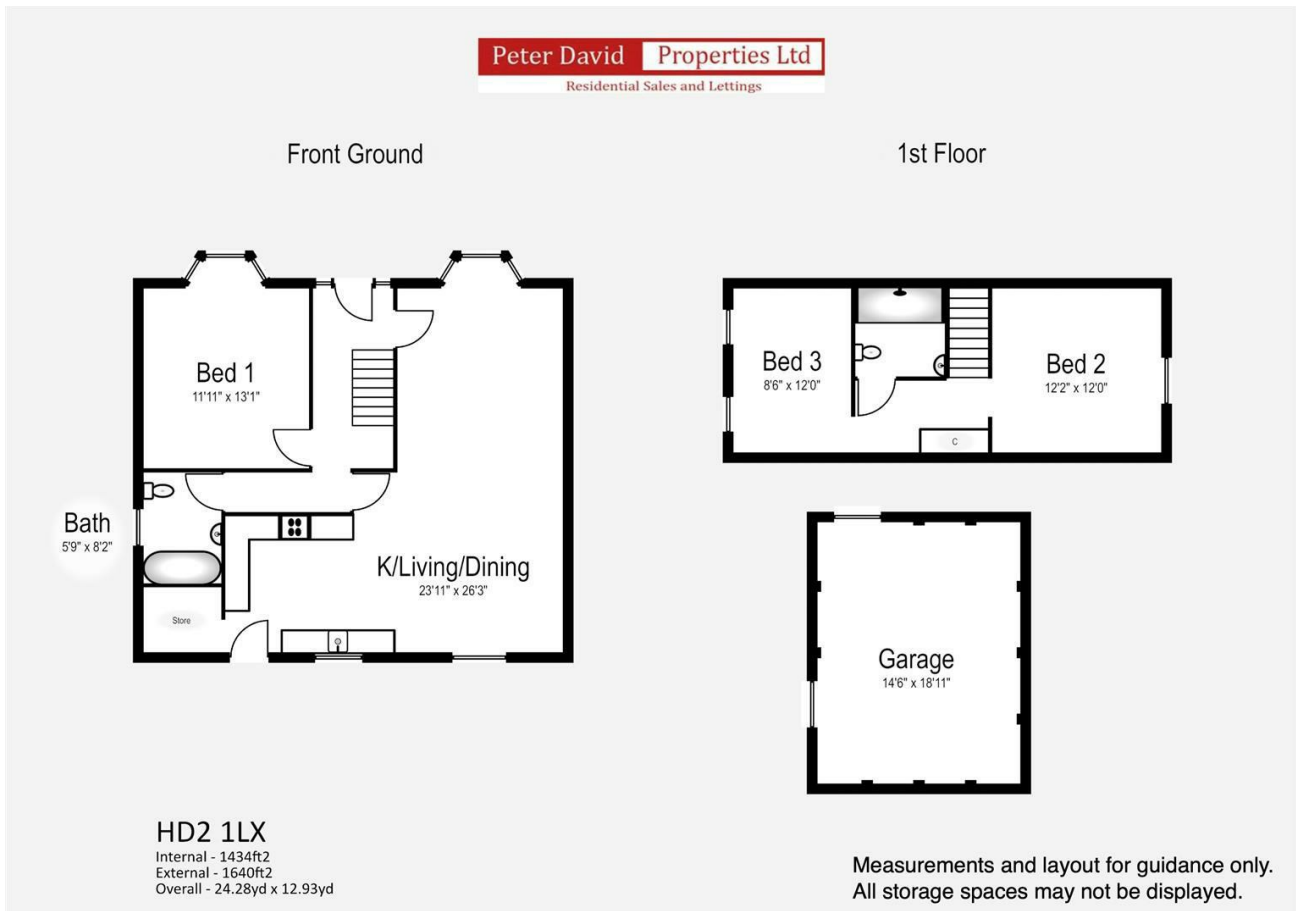 Peter David Properties Ltd
Residential Sales and Lettings
Front Ground
1st Floor
Bed 1
11'11" x 13'1"
Bath
5'9" x 8'2"
K/Living/Dining
23'11" x 26'3"
Store
Bed 3
8'6" x 12'0"
Bed 2
12'2" x 12'0"
C
Garage
14'6" x 18'11"
HD2 1LX
Internal - 1434ft2
External - 1640ft2
Overall - 24.28yd x 12.93yd
Measurements and layout for guidance only.
All storage spaces may not be displayed.